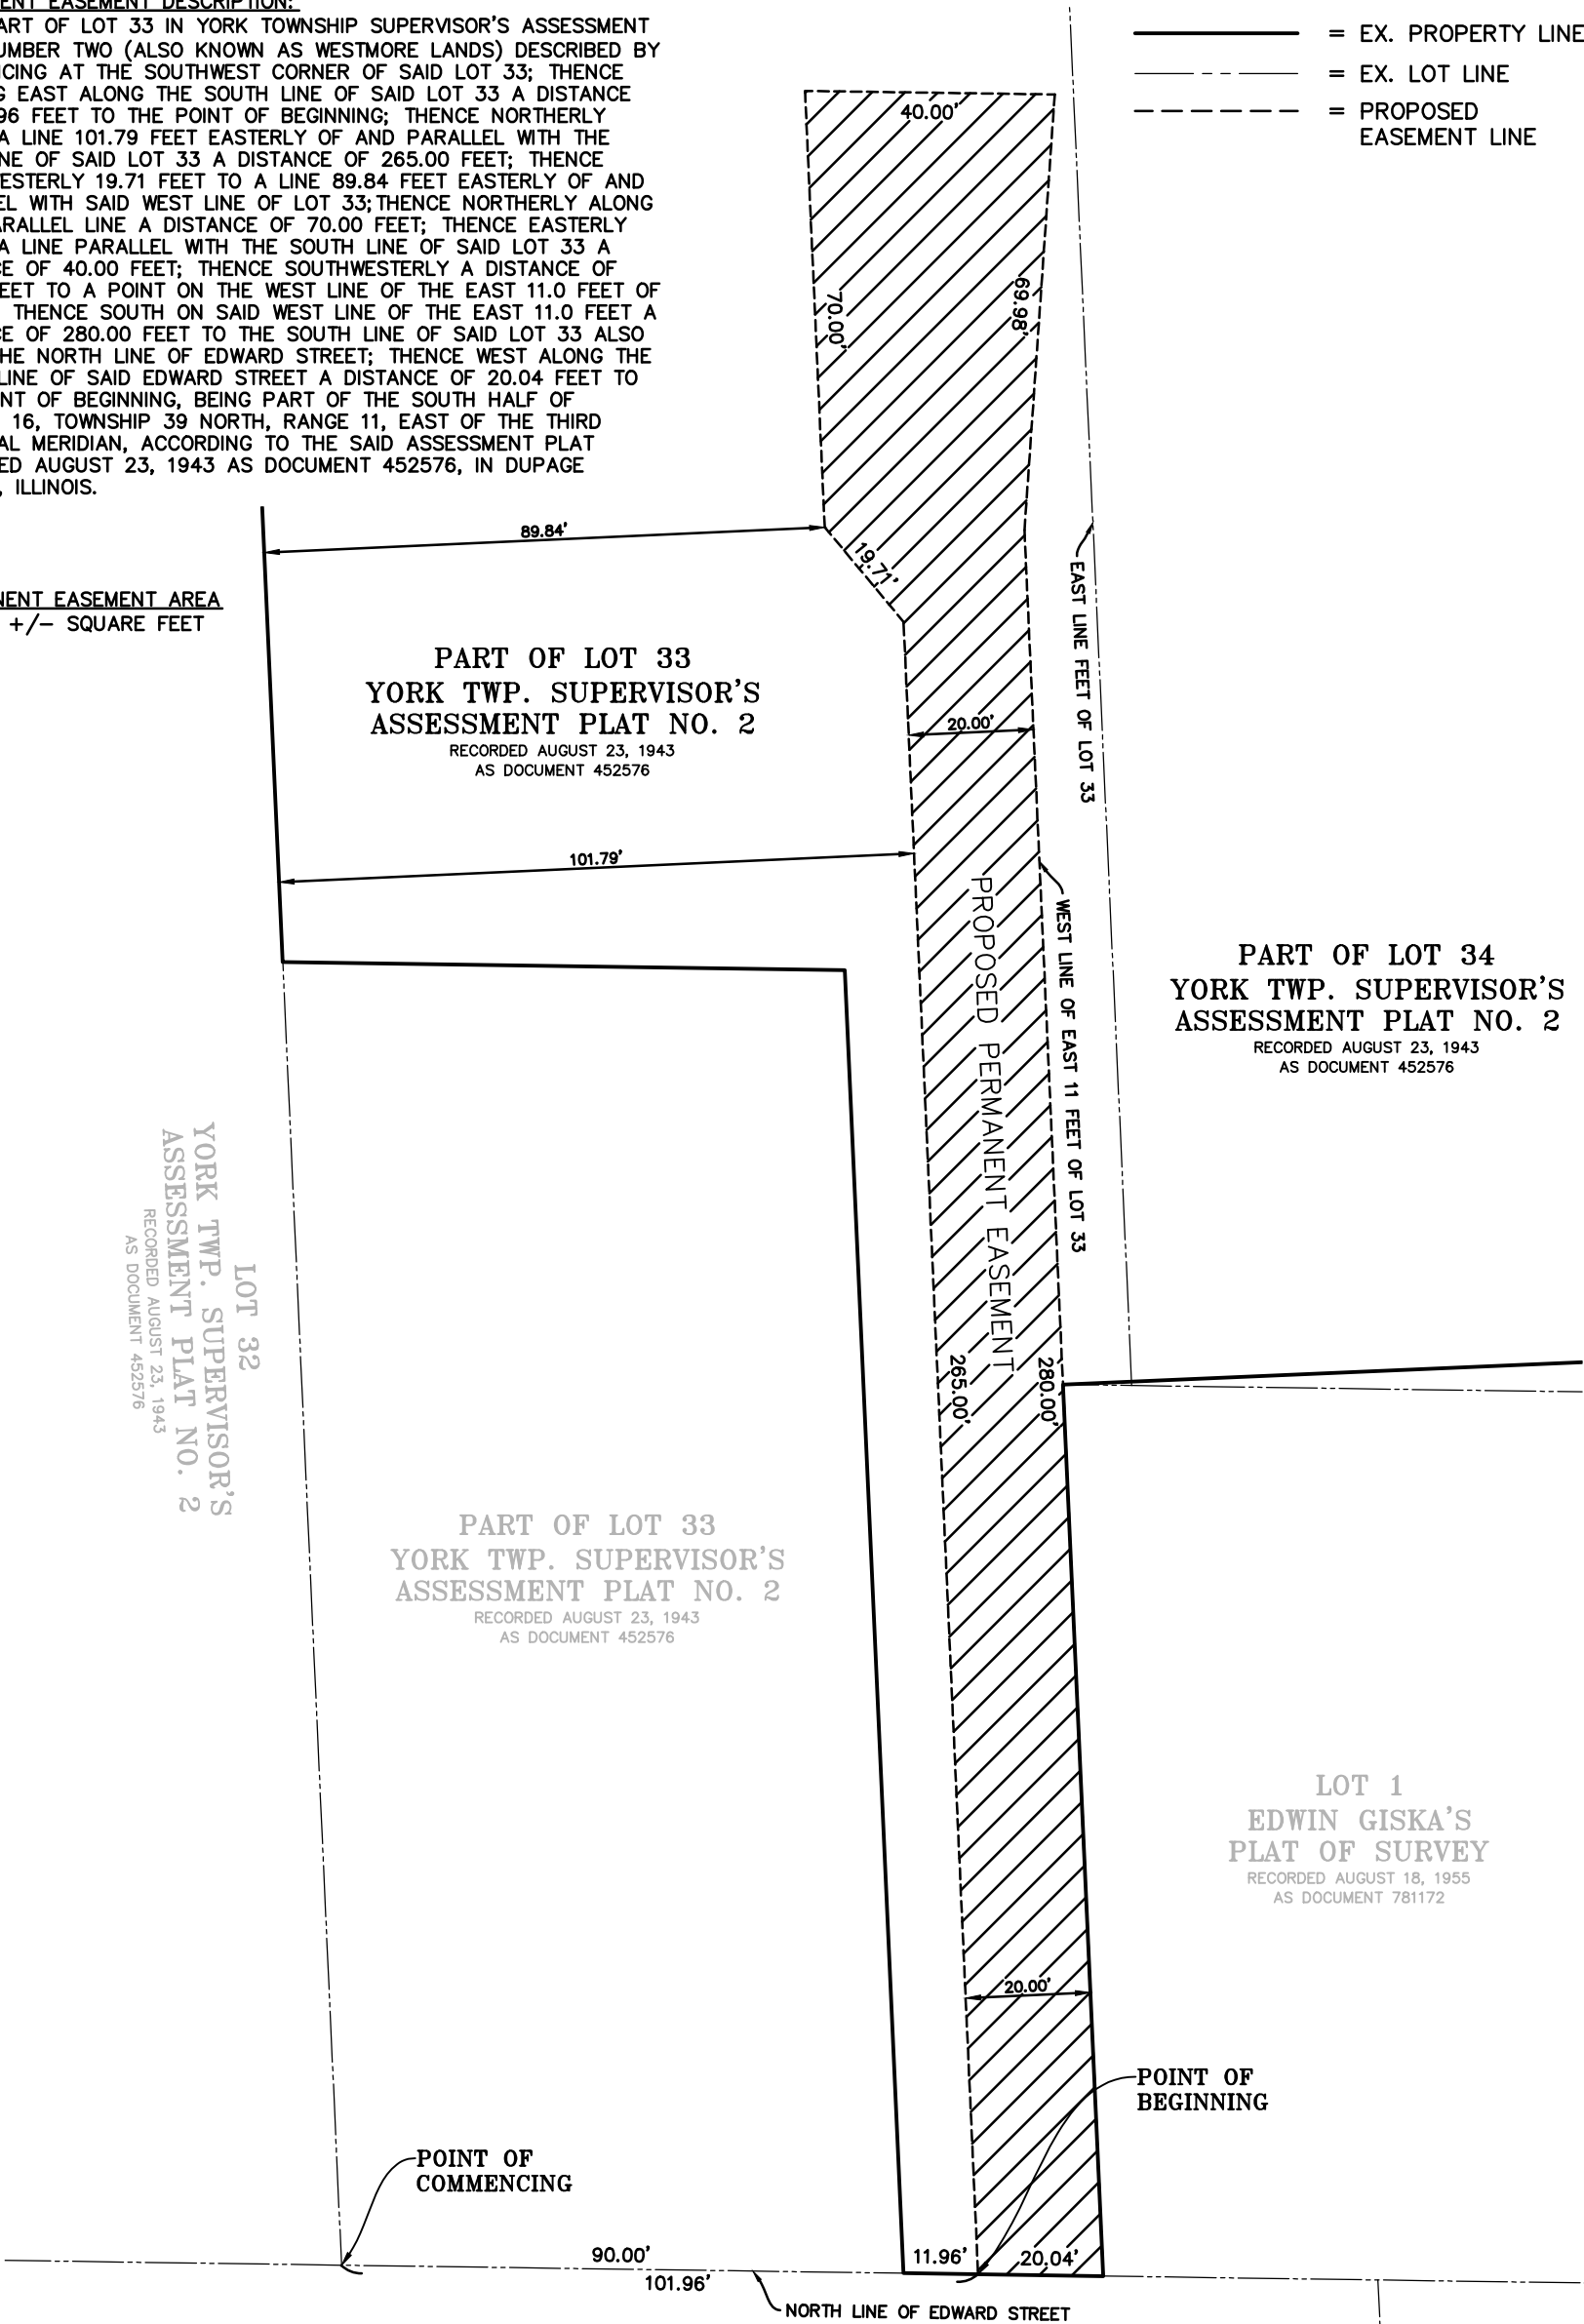 EASEMENT DESCRIPTION:
OF LOT 33 IN YORK TOWNSHIP SUPERVISOR'S ASSESSMENT
TWO (ALSO KNOWN AS WESTMORE LANDS) DESCRIBED BY
AT THE SOUTHWEST CORNER OF SAID LOT 33; THENCE
EAST ALONG THE SOUTH LINE OF SAID LOT 33 A DISTANCE
96 FEET TO THE POINT OF BEGINNING; THENCE NORTHERLY
A LINE 101.79 FEET EASTERLY OF AND PARALLEL WITH THE
OF SAID LOT 33 A DISTANCE OF 265.00 FEET; THENCE
19.71 FEET TO A LINE 89.84 FEET EASTERLY OF AND
WITH SAID WEST LINE OF LOT 33; THENCE NORTHERLY ALONG
LINE A DISTANCE OF 70.00 FEET; THENCE EASTERLY
A LINE PARALLEL WITH THE SOUTH LINE OF SAID LOT 33 A
OF 40.00 FEET; THENCE SOUTHWESTERLY A DISTANCE OF
TO A POINT ON THE WEST LINE OF THE EAST 11.0 FEET OF
THENCE SOUTH ON SAID WEST LINE OF THE EAST 11.0 FEET A
OF 280.00 FEET TO THE SOUTH LINE OF SAID LOT 33 ALSO
NORTH LINE OF EDWARD STREET; THENCE WEST ALONG THE
LINE OF SAID EDWARD STREET A DISTANCE OF 20.04 FEET TO
OF BEGINNING, BEING PART OF THE SOUTH HALF OF
16, TOWNSHIP 39 NORTH, RANGE 11, EAST OF THE THIRD
MERIDIAN, ACCORDING TO THE SAID ASSESSMENT PLAT
AUGUST 23, 1943 AS DOCUMENT 452576, IN DUPAGE
, ILLINOIS.
= EX. PROPERTY LINE
= EX. LOT LINE
= PROPOSED
EASEMENT LINE
40.00'
70.00'
69.98'
89.84'
19.71'
EASEMENT AREA
+/- SQUARE FEET
PART OF LOT 33
YORK TWP. SUPERVISOR'S
ASSESSMENT PLAT NO. 2
RECORDED AUGUST 23, 1943
AS DOCUMENT 452576
EAST LINE FEET OF LOT 33
20.00'
101.79'
PROPOSED PERMANENT EASEMENT
WEST LINE OF EAST 11 FEET OF LOT 33
PART OF LOT 34
YORK TWP. SUPERVISOR'S
ASSESSMENT PLAT NO. 2
RECORDED AUGUST 23, 1943
AS DOCUMENT 452576
LOT 32
YORK TWP. SUPERVISOR'S
ASSESSMENT PLAT NO. 2
RECORDED AUGUST 23, 1943
AS DOCUMENT 452576
265.00'
280.00'
PART OF LOT 33
YORK TWP. SUPERVISOR'S
ASSESSMENT PLAT NO. 2
RECORDED AUGUST 23, 1943
AS DOCUMENT 452576
LOT 1
EDWIN GISKA'S
PLAT OF SURVEY
RECORDED AUGUST 18, 1955
AS DOCUMENT 781172
20.00'
POINT OF
BEGINNING
POINT OF
COMMENCING
90.00'
11.96'
20.04'
101.96'
NORTH LINE OF EDWARD STREET